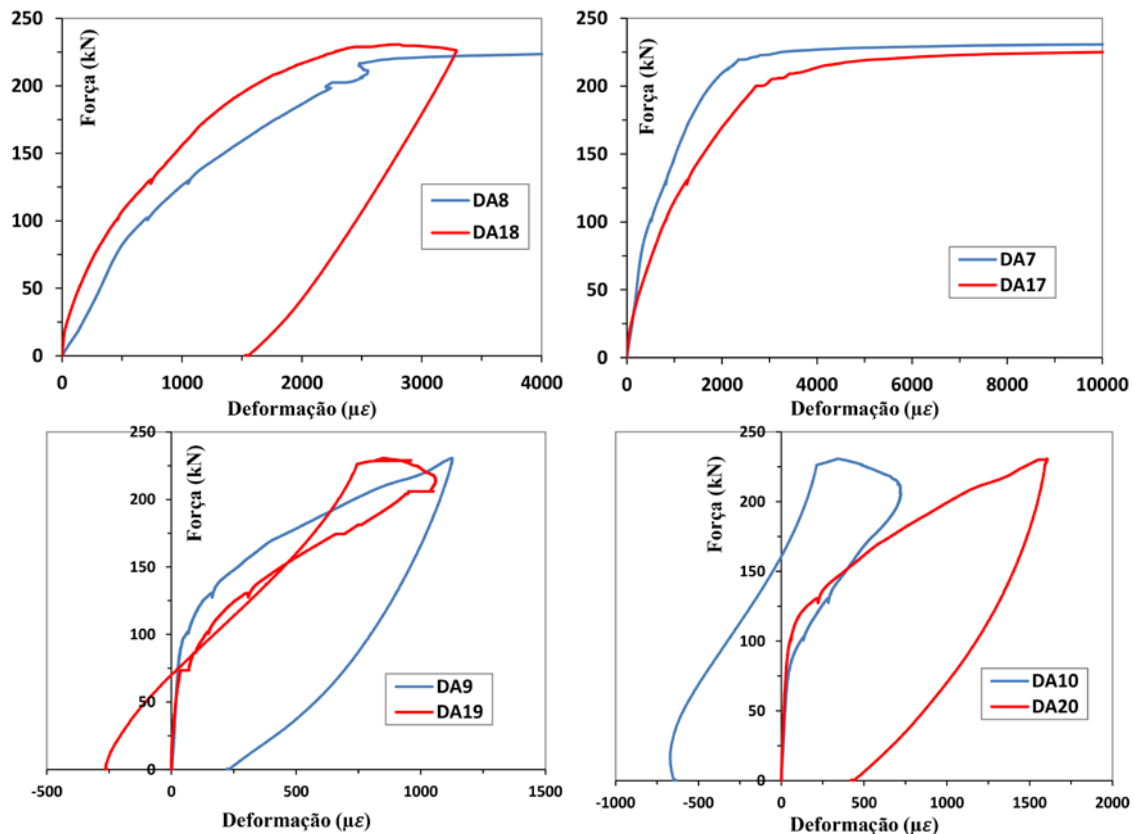 250
200
150
100
50
0
Força (kN)
DA8
DA18
0 1000 2000 3000 4000
Deformação (µε)
250
200
150
100
50
0
Força (kN)
DA7
DA17
0 2000 4000 6000 8000 10000
Deformação (µε)
250
200
150
100
50
0
Força (kN)
DA9
DA19
-500 0 500 1000 1500
Deformação (µε)
250
200
150
100
50
0
Força (kN)
DA10
DA20
-1000 -500 0 500 1000 1500 2000
Deformação (µε)